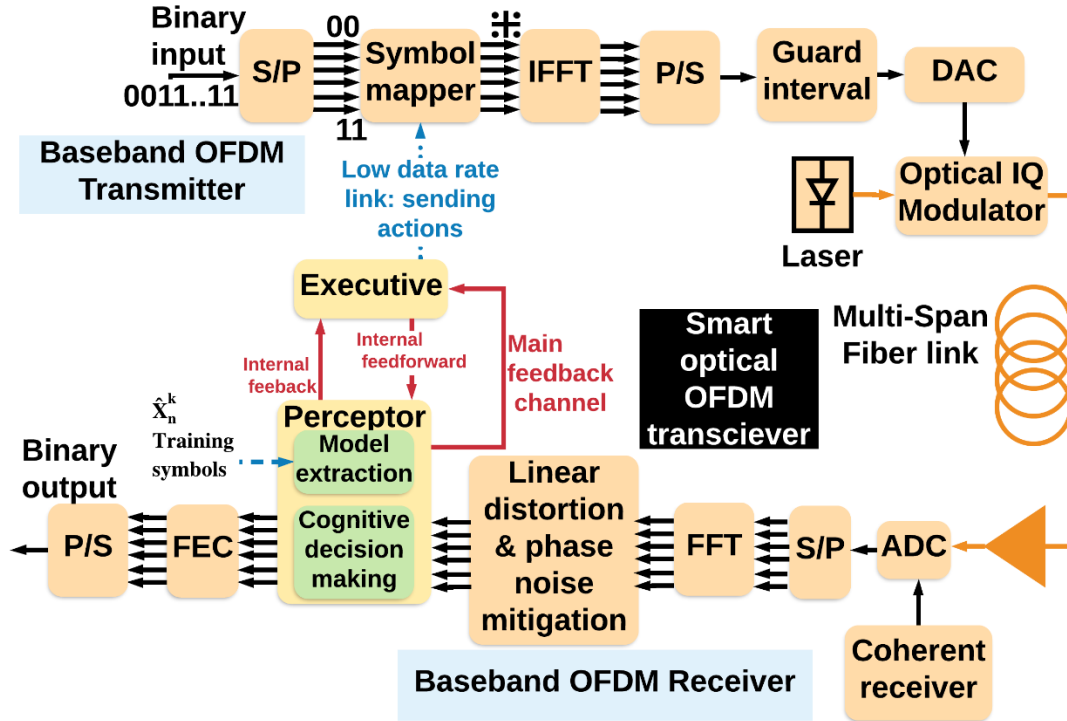 Binary
input
0011..11
S/P
00
11
Symbol
mapper
IFFT
P/S
Guard
interval
DAC
Baseband OFDM
Transmitter
Low data rate
link: sending
actions
Optical IQ
Modulator
Laser
Executive
Internal
feeback
Internal
feedforward
Main
feedback
channel
Smart
optical
OFDM
transciever
Multi-Span
Fiber link
X̂ₙᵏ
Training
symbols
Perceptor
Model
extraction
Cognitive
decision
making
Binary
output
P/S
FEC
Linear
distortion
& phase
noise
mitigation
FFT
S/P
ADC
Coherent
receiver
Baseband OFDM Receiver